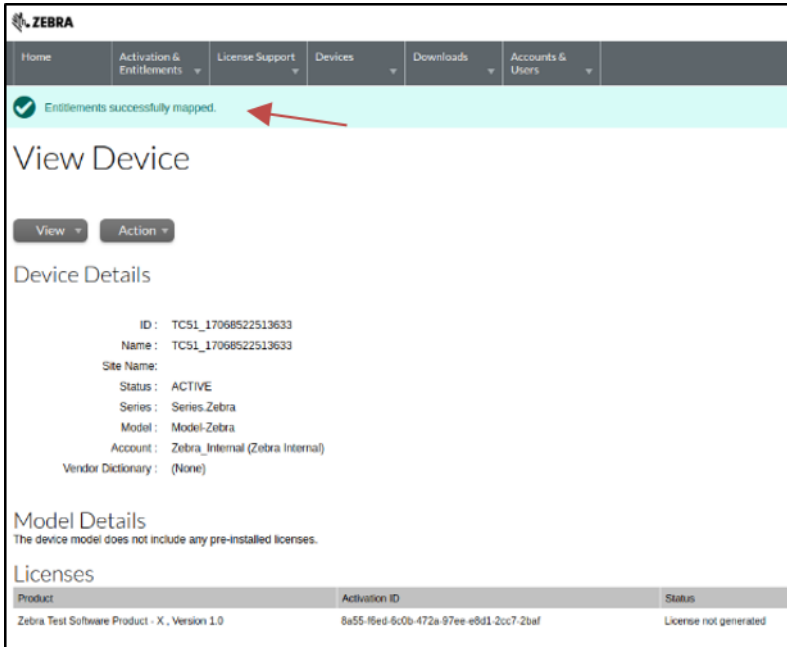 ZEBRA
Home
Activation & Entitlements
License Support
Devices
Downloads
Accounts & Users
Entitlements successfully mapped.
View Device
View
Action
Device Details
ID : TC51_17068522513633
Name : TC51_17068522513633
Site Name:
Status : ACTIVE
Series : Series.Zebra
Model : Model-Zebra
Account : Zebra_Internal (Zebra Internal)
Vendor Dictionary : (None)
Model Details
The device model does not include any pre-installed licenses.
Licenses
Product Activation ID Status
Zebra Test Software Product - X , Version 1.0 8a55-f6ed-6c0b-472a-97ee-e8d1-2cc7-2baf License not generated